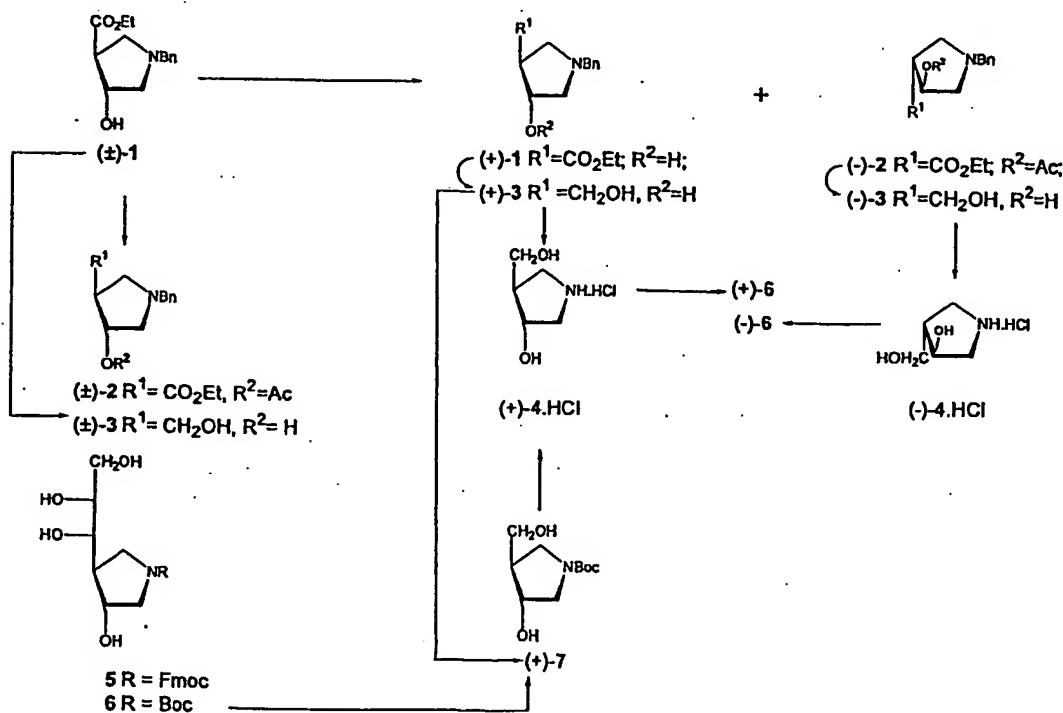 CO2Et
NBn
OH
(±)-1
R1
NBn
OR2
(+)-1 R1=CO2Et; R2=H;
(+)-3 R1=CH2OH, R2=H
+
NBn
OR2
R1
(-)-2 R1=CO2Et; R2=Ac;
(-)-3 R1=CH2OH, R2=H
R1
NBn
OR2
(±)-2 R1=CO2Et, R2=Ac
(±)-3 R1=CH2OH, R2=H
CH2OH
NH.HCl
OH
(+)-4.HCl
(+)-6
(-)-6
OH
NH.HCl
HOH2C
(-)-4.HCl
CH2OH
HO
HO
NR
OH
5 R = Fmoc
6 R = Boc
CH2OH
NBoc
OH
(+)-7